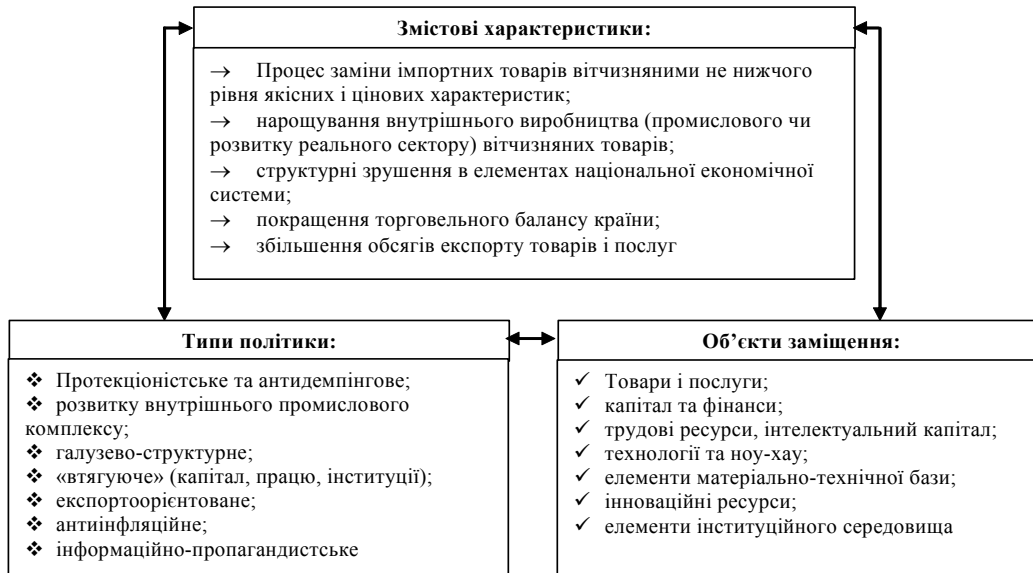 Змістові характеристики:
→ Процес заміни імпортних товарів вітчизняними не нижчого
рівня якісних і цінових характеристик;
→ нарощування внутрішнього виробництва (промислового чи
розвитку реального сектору) вітчизняних товарів;
→ структурні зрушення в елементах національної економічної
системи;
→ покращення торговельного балансу країни;
→ збільшення обсягів експорту товарів і послуг
Типи політики:
❖ Протекціоністське та антидемпінгове;
❖ розвитку внутрішнього промислового
комплексу;
❖ галузево-структурне;
❖ «втягуюче» (капітал, працю, інституції);
❖ експортоорієнтоване;
❖ антиінфляційне;
❖ інформаційно-пропагандистське
Об’єкти заміщення:
✓ Товари і послуги;
✓ капітал та фінанси;
✓ трудові ресурси, інтелектуальний капітал;
✓ технології та ноу-хау;
✓ елементи матеріально-технічної бази;
✓ інноваційні ресурси;
✓ елементи інституційного середовища